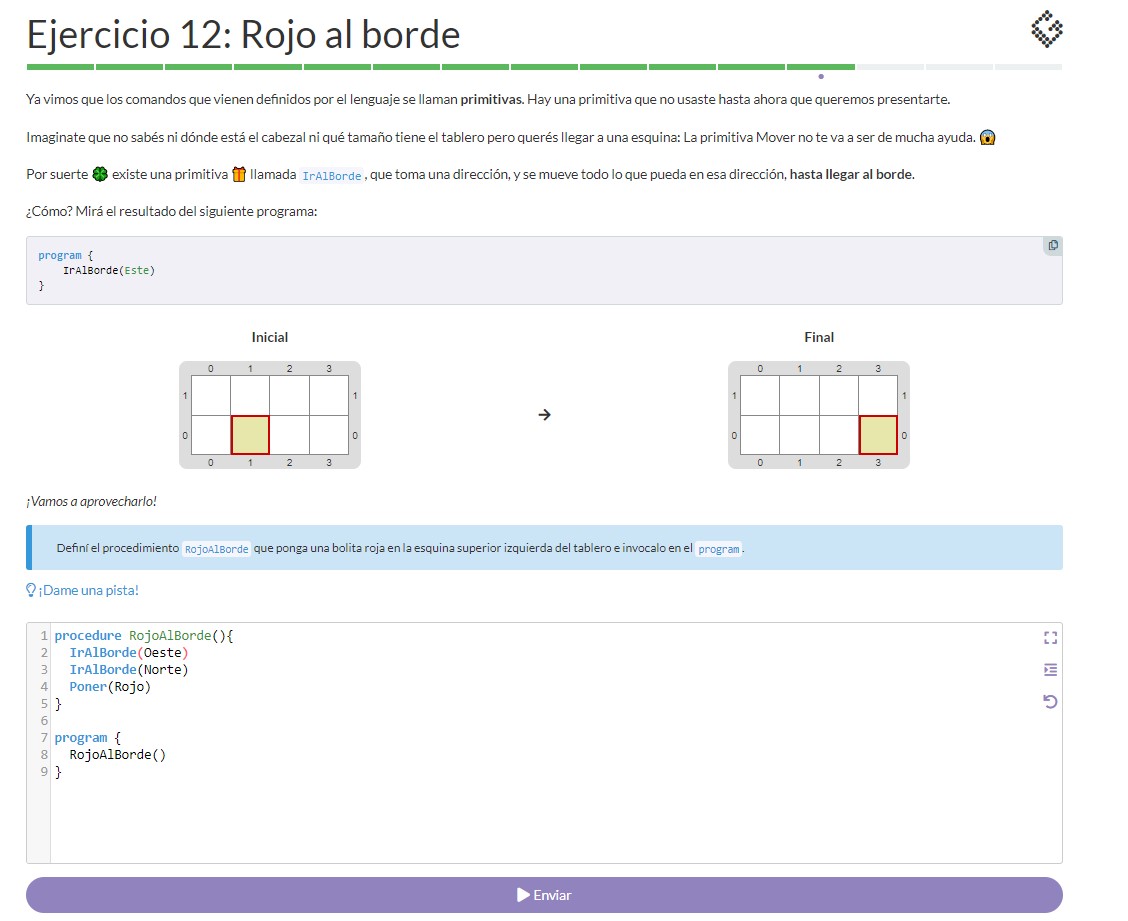 Ejercicio 12: Rojo al borde
Ya vimos que los comandos que vienen definidos por el lenguaje se llaman primitivas. Hay una primitiva que no usaste hasta ahora que queremos presentarte.
Imaginate que no sabés ni dónde está el cabezal ni qué tamaño tiene el tablero pero querés llegar a una esquina: La primitiva Mover no te va a ser de mucha ayuda. 😱
Por suerte 🍀 existe una primitiva 🎁 llamada IrAlBorde, que toma una dirección, y se mueve todo lo que pueda en esa dirección, hasta llegar al borde.
¿Cómo? Mirá el resultado del siguiente programa:
program {
    IrAlBorde(Este)
}
Inicial
0 1 2 3
1 1
0 0
0 1 2 3
Final
0 1 2 3
1 1
0 0
0 1 2 3
¡Vamos a aprovecharlo!
Definí el procedimiento RojoAlBorde que ponga una bolita roja en la esquina superior izquierda del tablero e invocalo en el program.
¡Dame una pista!
1 procedure RojoAlBorde(){
2   IrAlBorde(Oeste)
3   IrAlBorde(Norte)
4   Poner(Rojo)
5 }
6
7 program {
8   RojoAlBorde()
9 }
Enviar